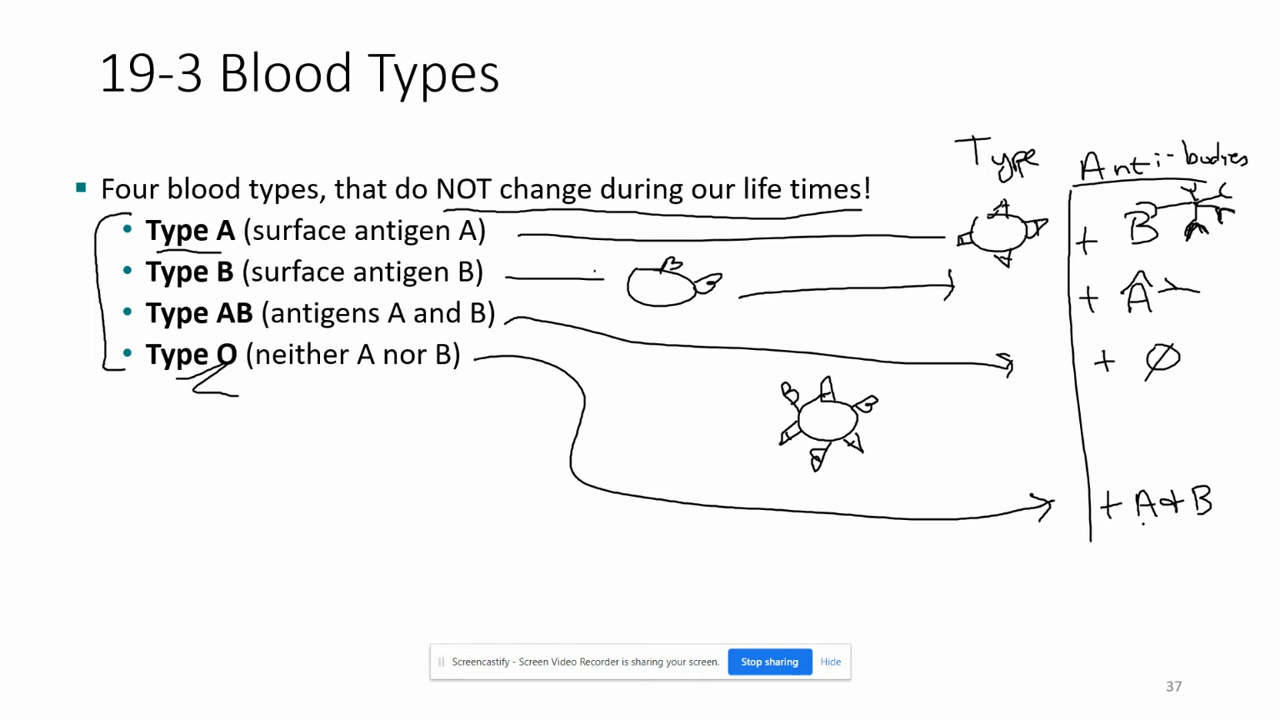 19-3 Blood Types
Type
Anti-bodies
▪ Four blood types, that do NOT change during our life times!
• Type A (surface antigen A)
A
+ B
• Type B (surface antigen B)
B
+ A
• Type AB (antigens A and B)
+ Ø
• Type O (neither A nor B)
B A B
+ A + B
Screencastify - Screen Video Recorder is sharing your screen. Stop sharing Hide
37